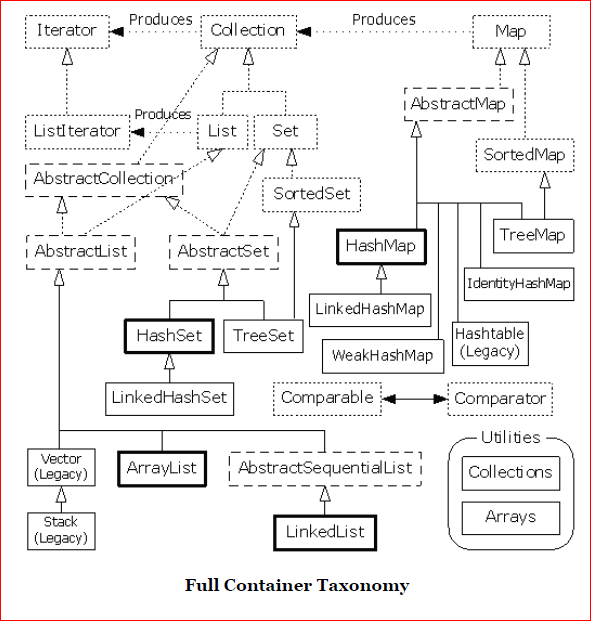 Iterator
Produces
Collection
Produces
Map
AbstractMap
ListIterator
Produces
List
Set
SortedMap
AbstractCollection
SortedSet
AbstractList
AbstractSet
HashMap
TreeMap
IdentityHashMap
LinkedHashMap
HashSet
TreeSet
Hashtable
(Legacy)
WeakHashMap
LinkedHashSet
Comparable
Comparator
Utilities
Vector
(Legacy)
ArrayList
AbstractSequentialList
Collections
Stack
(Legacy)
LinkedList
Arrays
Full Container Taxonomy